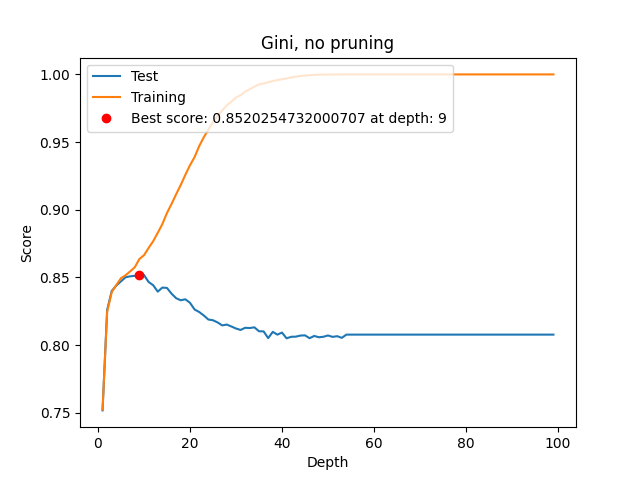 Gini, no pruning
Test
Training
Best score: 0.8520254732000707 at depth: 9
1.00
0.95
0.90
0.85
0.80
0.75
Score
0
20
40
60
80
100
Depth